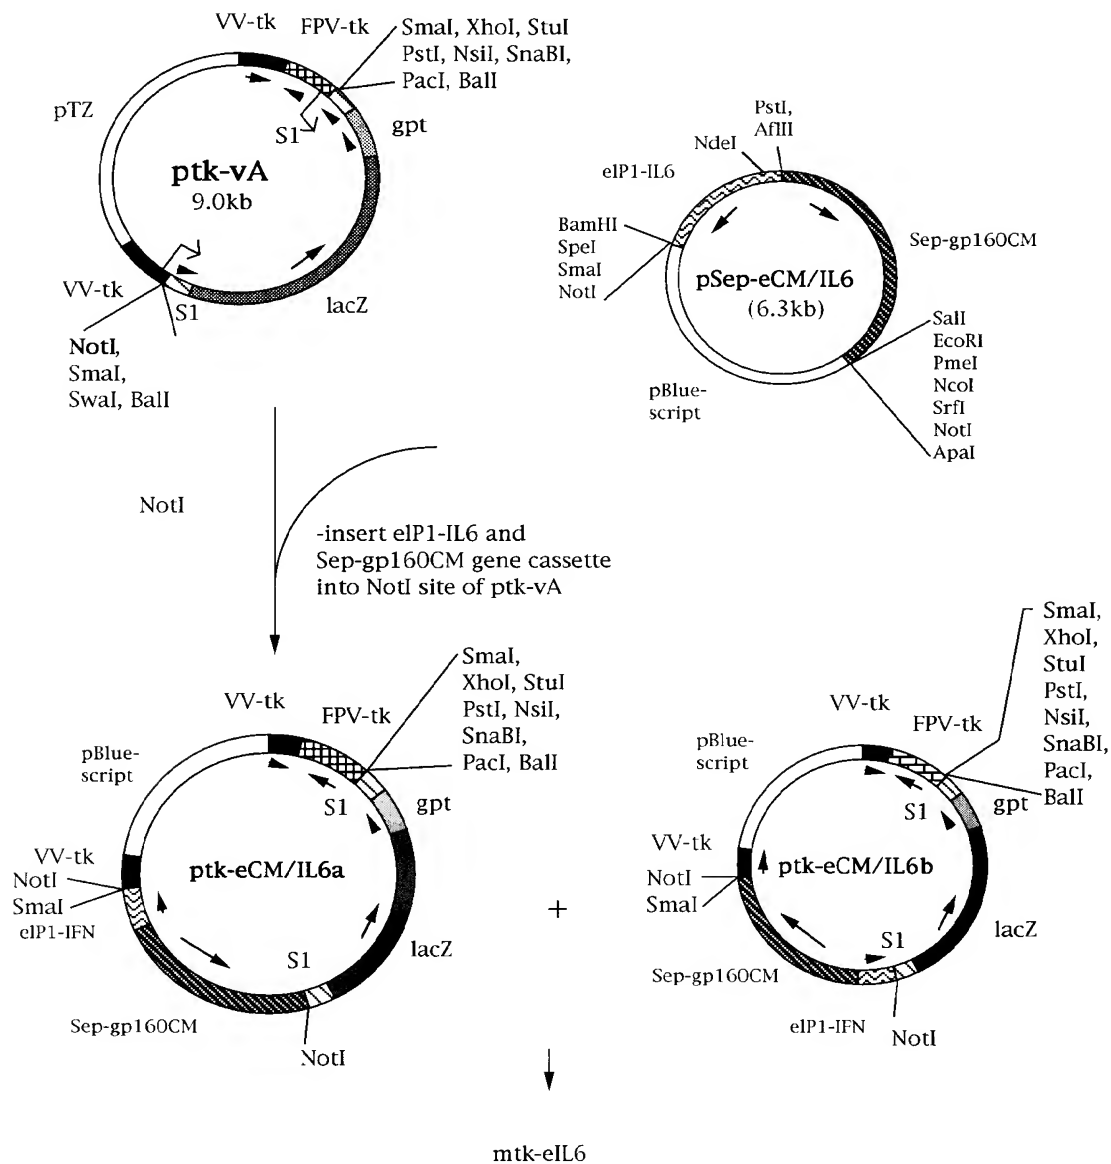 VV-tk
FPV-tk
SmaI, XhoI, StuI
PstI, NsiI, SnaBI,
PacI, BalI
pTZ
S1
gpt
ptk-vA
9.0kb
VV-tk
S1
lacZ
NotI,
SmaI,
SwaI, BalI
PstI,
AflII
NdeI
eIP1-IL6
BamHI
SpeI
SmaI
NotI
Sep-gp160CM
pSep-eCM/IL6
(6.3kb)
SalI
EcoRI
PmeI
NcoI
SrfI
NotI
ApaI
pBlue-
script
NotI
-insert eIP1-IL6 and
Sep-gp160CM gene cassette
into NotI site of ptk-vA
VV-tk
FPV-tk
SmaI,
XhoI, StuI
PstI, NsiI,
SnaBI,
PacI, BalI
pBlue-
script
S1
gpt
VV-tk
NotI
SmaI
eIP1-IFN
ptk-eCM/IL6a
S1
lacZ
Sep-gp160CM
NotI
+
SmaI,
XhoI,
StuI
PstI,
NsiI,
SnaBI,
PacI,
BalI
VV-tk
FPV-tk
pBlue-
script
S1
gpt
VV-tk
NotI
SmaI
ptk-eCM/IL6b
S1
lacZ
Sep-gp160CM
eIP1-IFN
NotI
mtk-eIL6